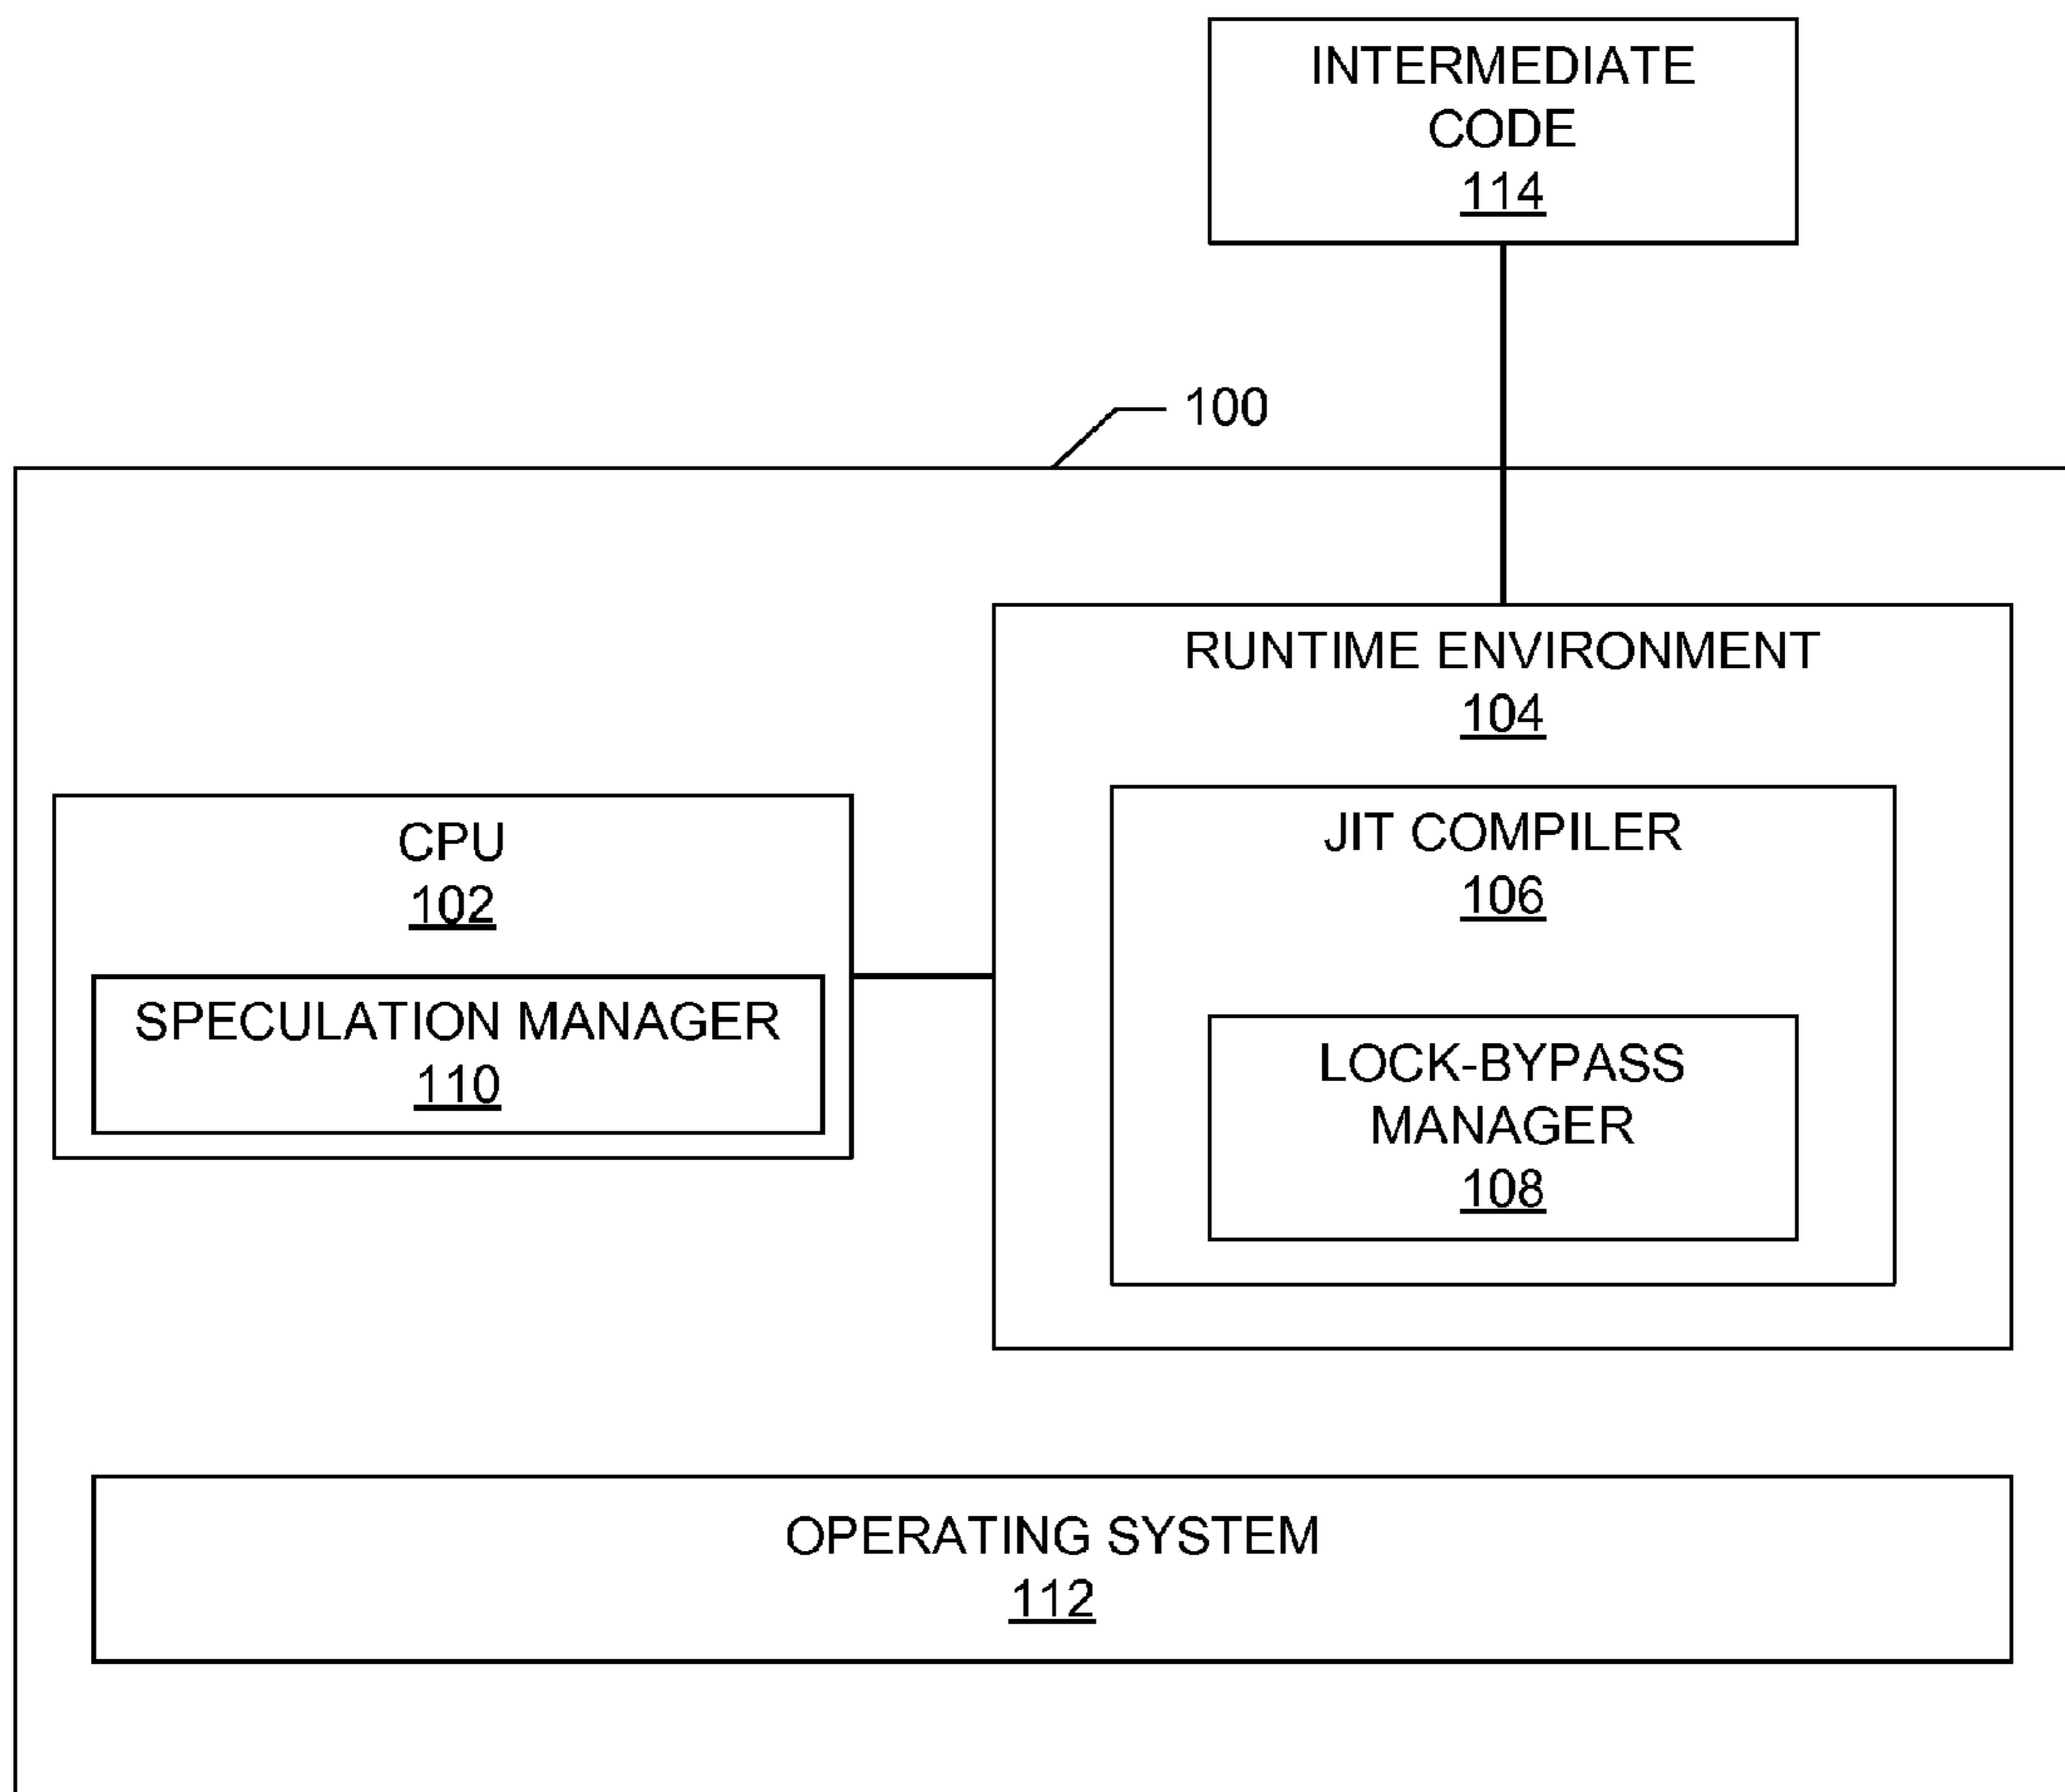 INTERMEDIATE
CODE
114
100
RUNTIME ENVIRONMENT
104
JIT COMPILER
106
CPU
102
SPECULATION MANAGER
110
LOCK-BYPASS
MANAGER
108
OPERATING SYSTEM
112